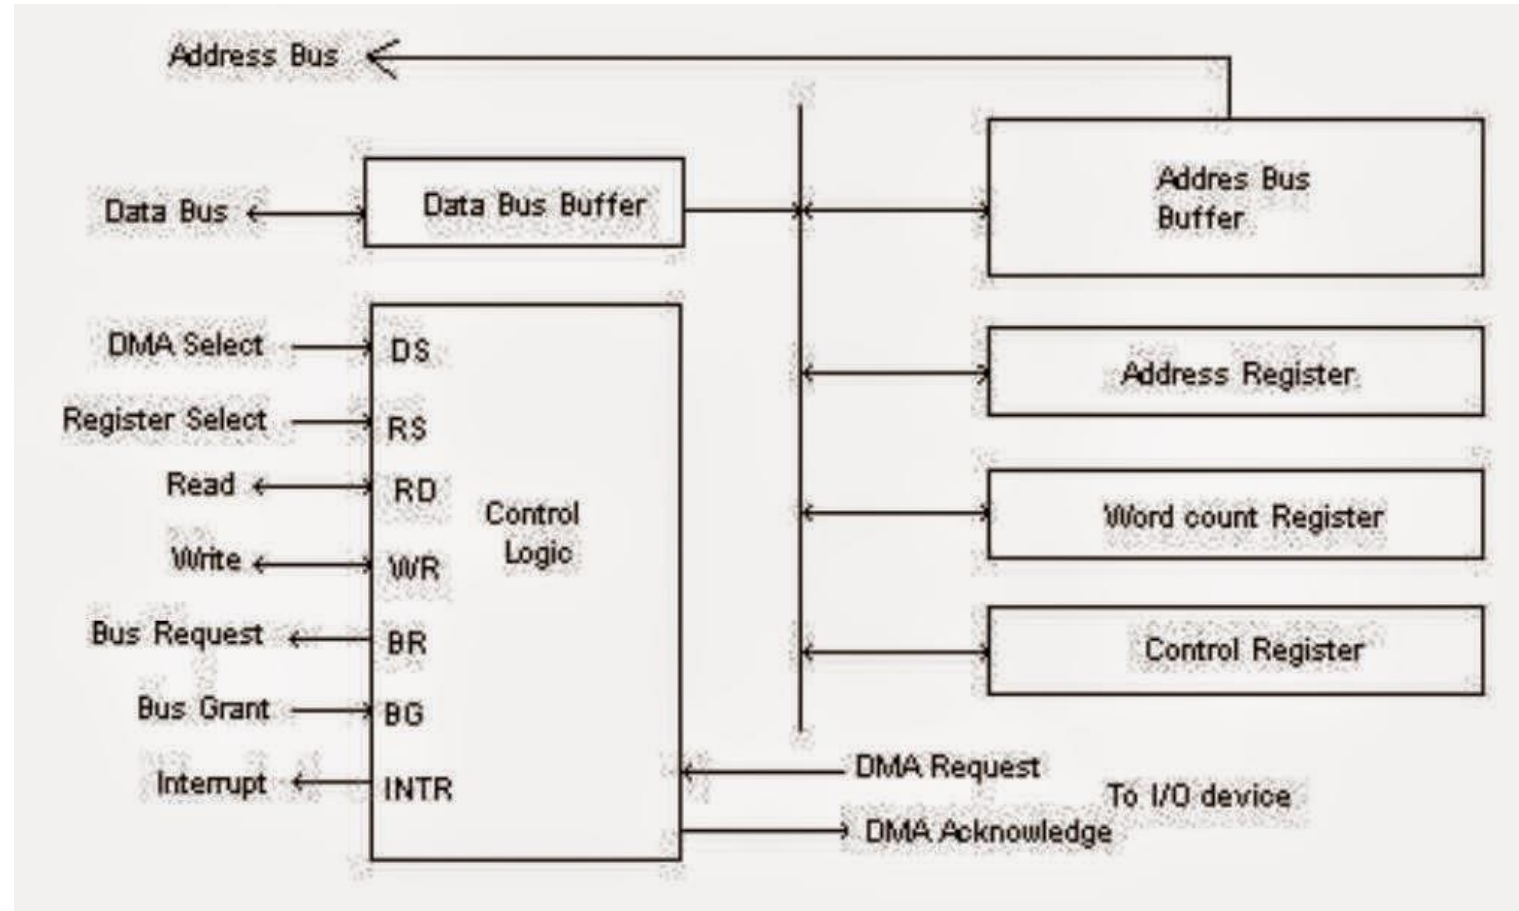 Address Bus
Addres Bus
Buffer
Data Bus
Data Bus Buffer
DMA Select
DS
Address Register
Register Select
RS
Read
RD
Control
Logic
Word count Register
Write
WR
Bus Request
BR
Control Register
Bus Grant
BG
Interrupt
INTR
DMA Request
To I/O device
DMA Acknowledge